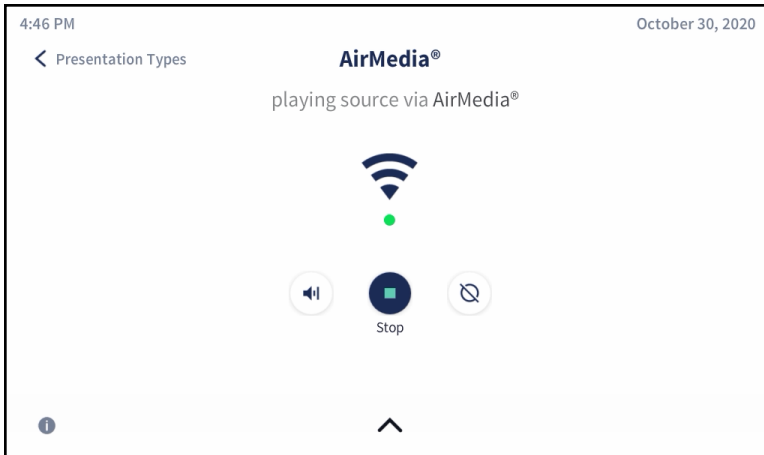 4:46 PM
October 30, 2020
Presentation Types
AirMedia®
playing source via AirMedia®
Stop